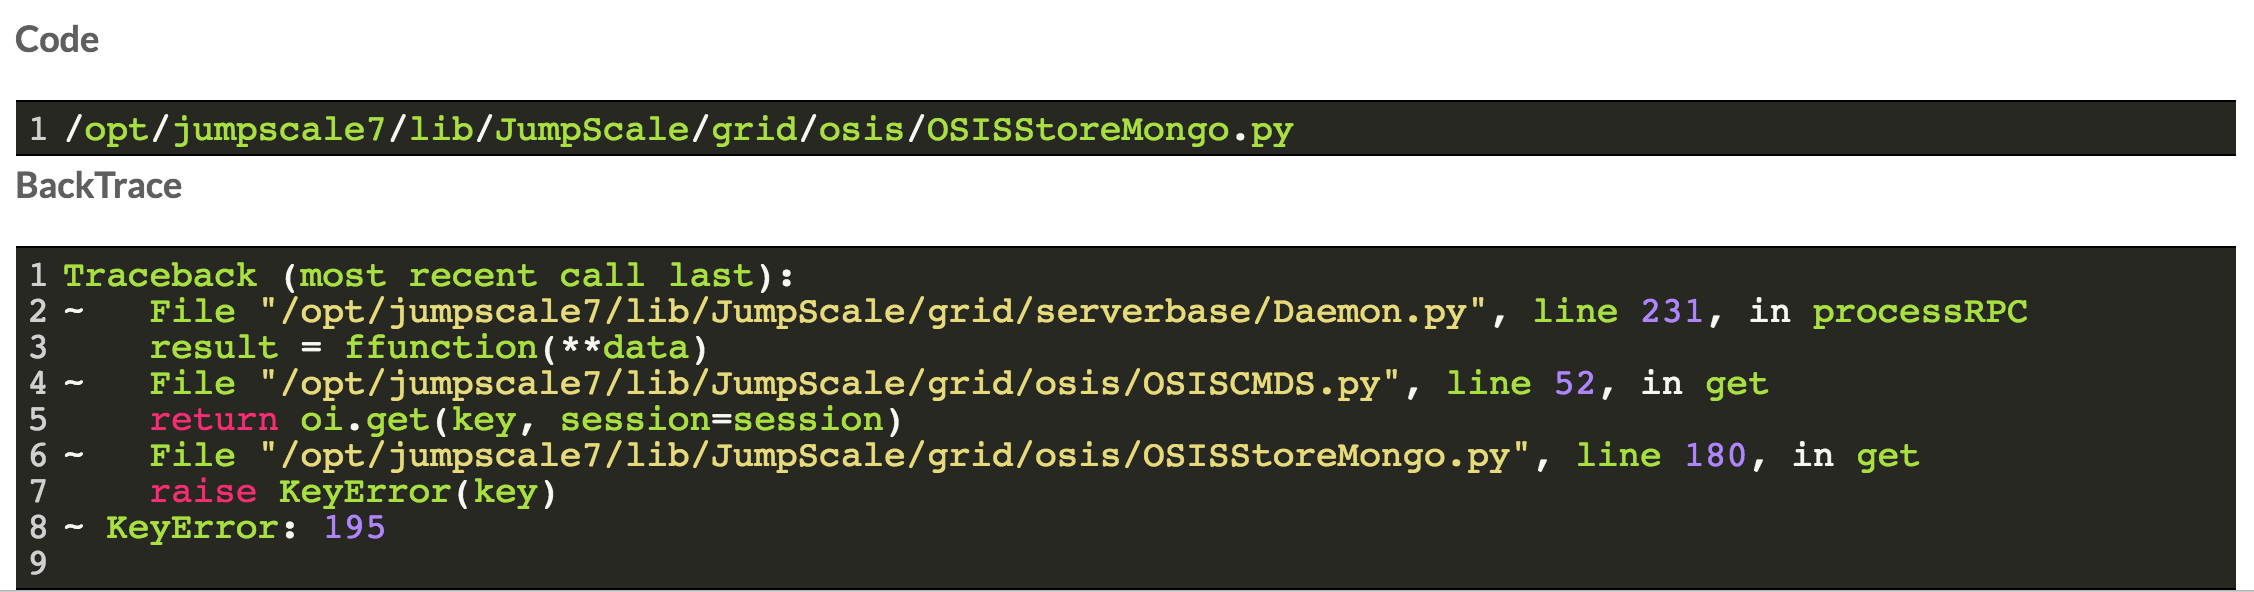 Code
1 /opt/jumpscale7/lib/JumpScale/grid/osis/OSISStoreMongo.py
BackTrace
1 Traceback (most recent call last):
2 ~   File "/opt/jumpscale7/lib/JumpScale/grid/serverbase/Daemon.py", line 231, in processRPC
3     result = ffunction(**data)
4 ~   File "/opt/jumpscale7/lib/JumpScale/grid/osis/OSISCMDS.py", line 52, in get
5     return oi.get(key, session=session)
6 ~   File "/opt/jumpscale7/lib/JumpScale/grid/osis/OSISStoreMongo.py", line 180, in get
7     raise KeyError(key)
8 ~ KeyError: 195
9